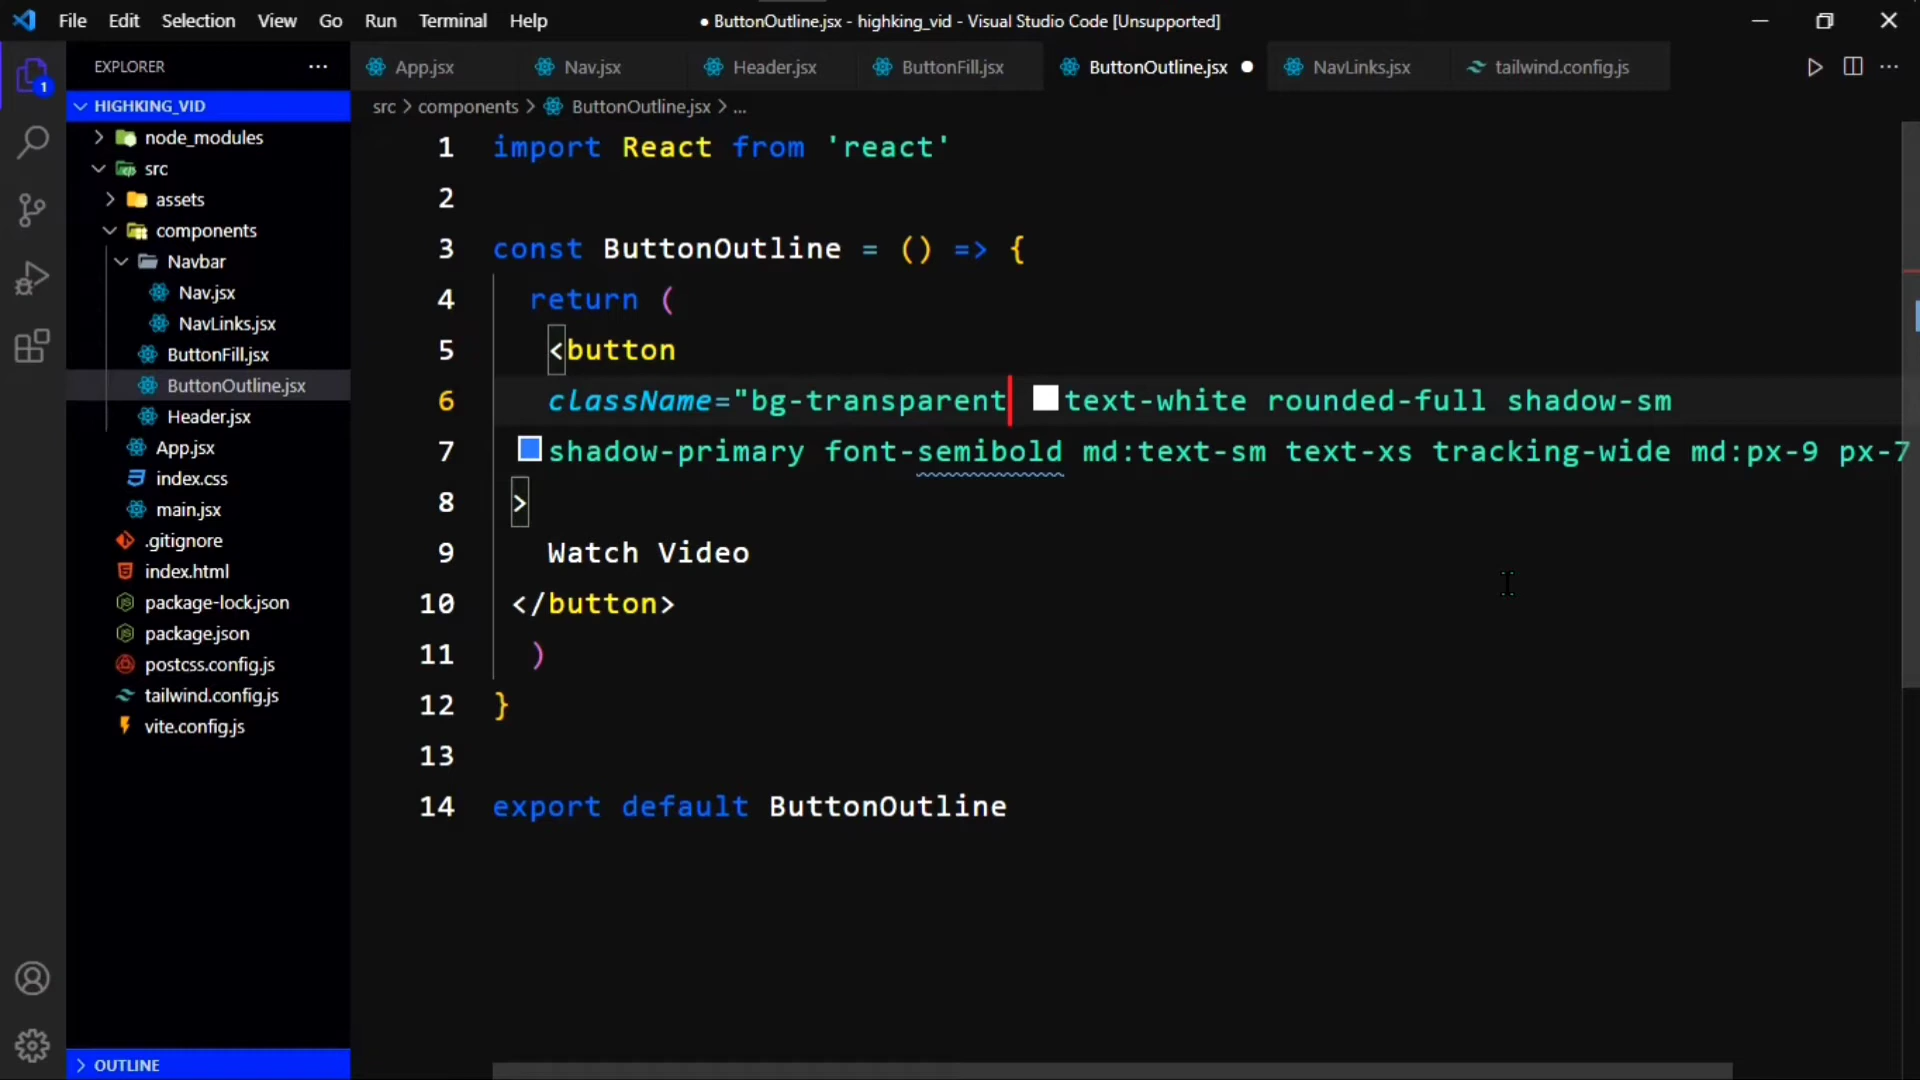 File Edit Selection View Go Run Terminal Help
● ButtonOutline.jsx - highking_vid - Visual Studio Code [Unsupported]
EXPLORER
1
HIGHKING_VID
node_modules
src
assets
components
Navbar
Nav.jsx
NavLinks.jsx
ButtonFill.jsx
ButtonOutline.jsx
Header.jsx
App.jsx
index.css
main.jsx
.gitignore
index.html
package-lock.json
package.json
postcss.config.js
tailwind.config.js
vite.config.js
OUTLINE
App.jsx Nav.jsx Header.jsx ButtonFill.jsx ButtonOutline.jsx ● NavLinks.jsx tailwind.config.js
src > components > ButtonOutline.jsx > ...
1 import React from 'react'
2
3 const ButtonOutline = () => {
4 return (
5 <button
6 className="bg-transparent text-white rounded-full shadow-sm
7 shadow-primary font-semibold md:text-sm text-xs tracking-wide md:px-9 px-7
8 >
9 Watch Video
10 </button>
11 )
12 }
13
14 export default ButtonOutline